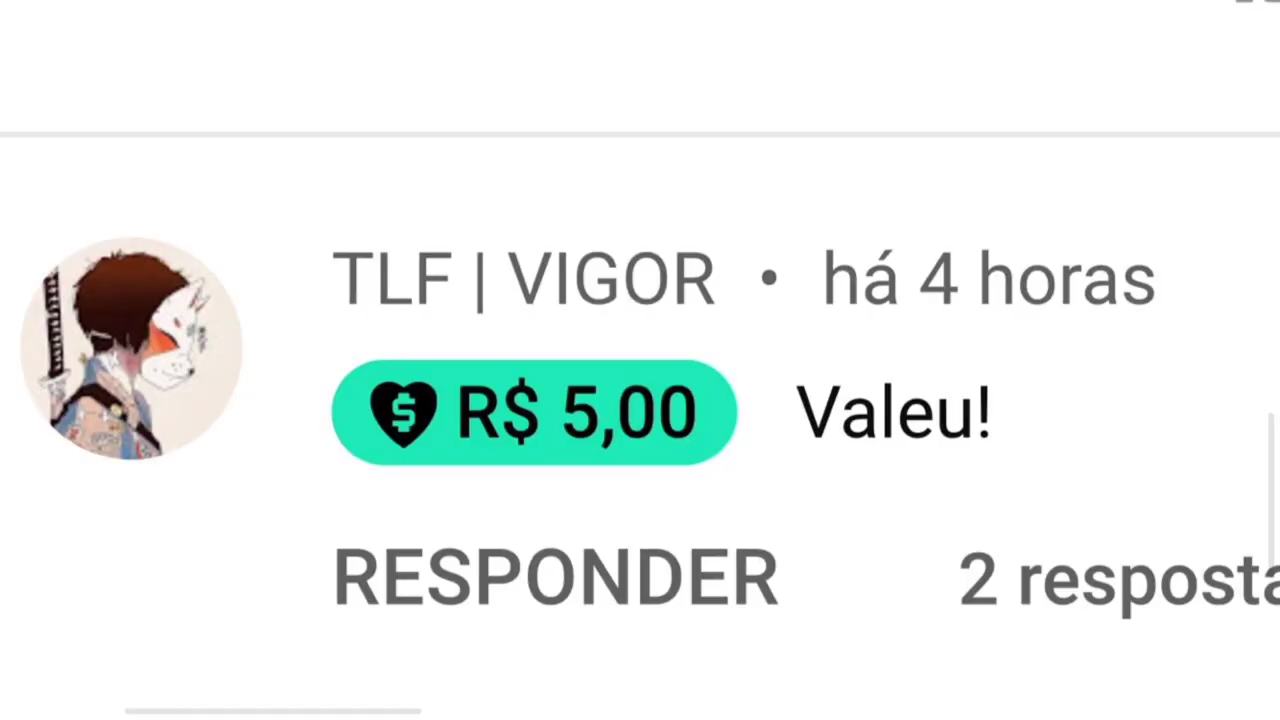 TLF | VIGOR • há 4 horas
R$ 5,00 Valeu!
RESPONDER 2 resposta